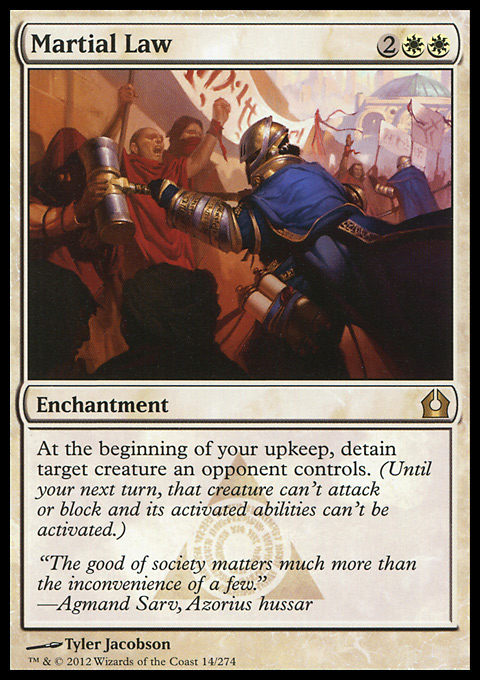 Martial Law
2
Enchantment
At the beginning of your upkeep, detain
target creature an opponent controls. (Until
your next turn, that creature can't attack
or block and its activated abilities can't be
activated.)
“The good of society matters much more than
the inconvenience of a few.”
—Agmand Sarv, Azorius hussar
Tyler Jacobson
™ & © 2012 Wizards of the Coast 14/274